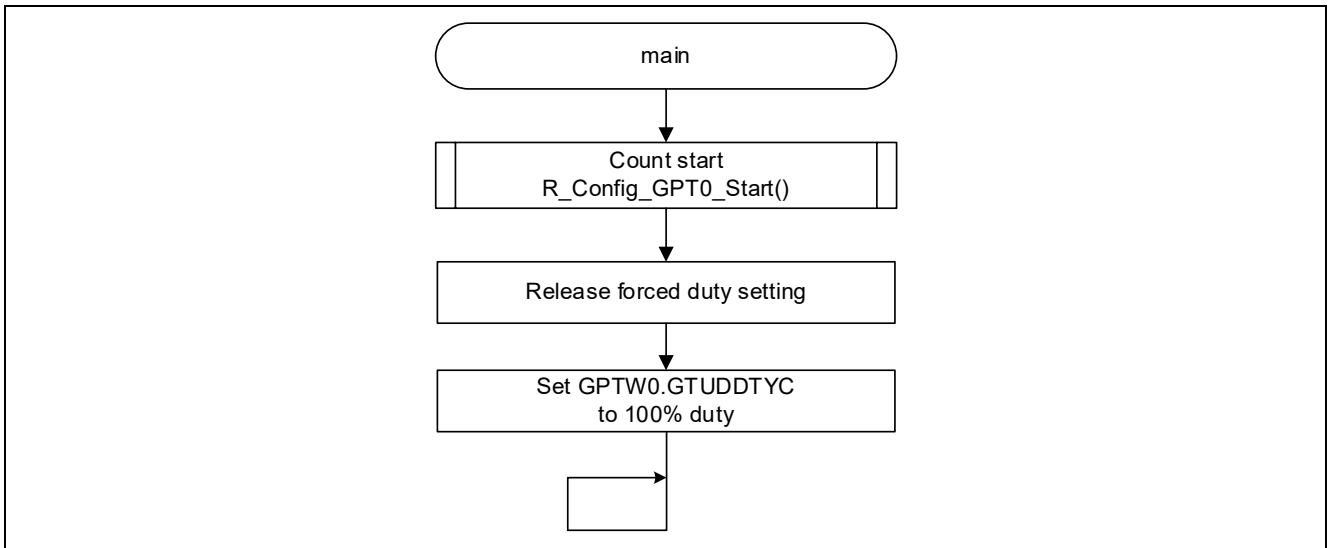 main
Count start
R_Config_GPT0_Start()
Release forced duty setting
Set GPTW0.GTUDDTYC
to 100% duty